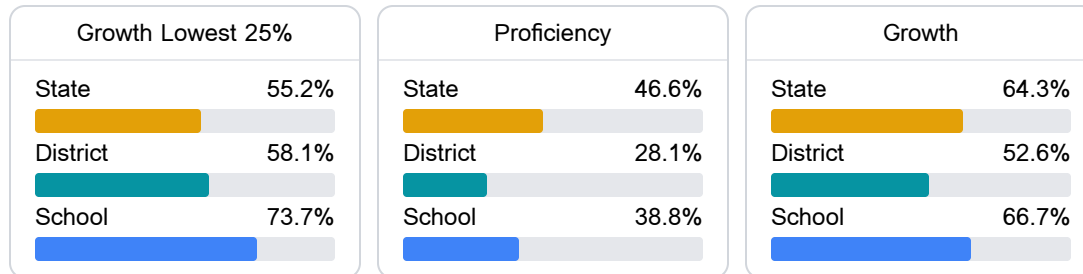 Growth Lowest 25%
State 55.2%
District 58.1%
School 73.7%
Proficiency
State 46.6%
District 28.1%
School 38.8%
Growth
State 64.3%
District 52.6%
School 66.7%